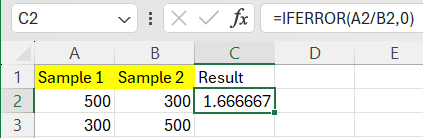 C2 fx =IFERROR(A2/B2,0)
A B C D E
1 Sample 1 Sample 2 Result
2 500 300 1.666667
3 300 500